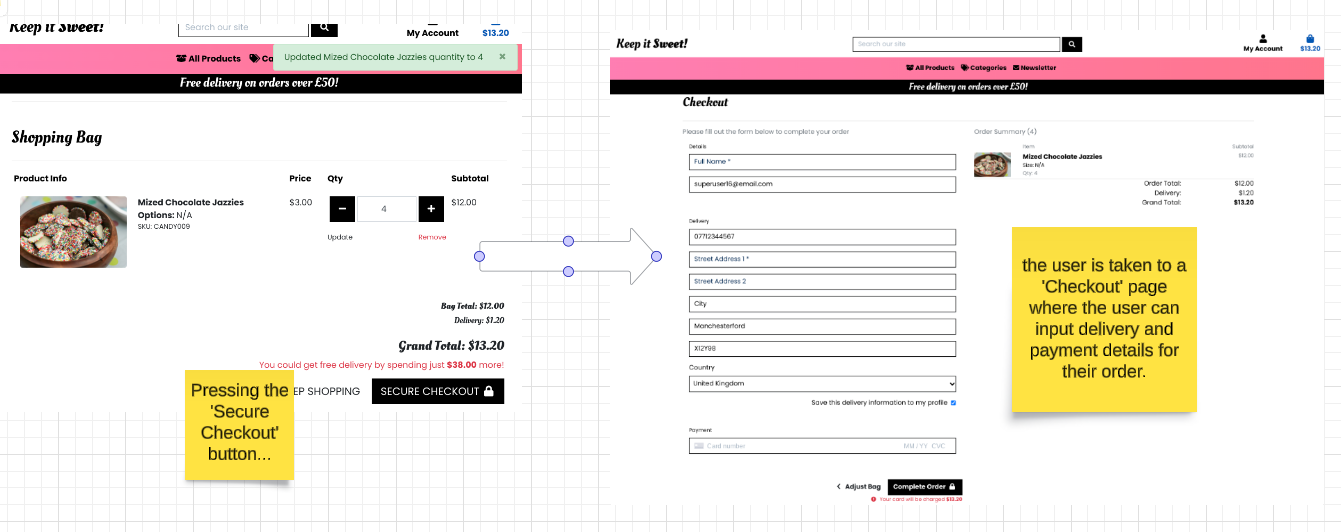 Keep it Sweet!
Search our site
My Account
$13.20
All Products
Updated Mized Chocolate Jazzies quantity to 4 ×
Free delivery on orders over £50!
Shopping Bag
Product Info Price Qty Subtotal
Mized Chocolate Jazzies
Options: N/A
SKU: CANDY009
$3.00
− 4 +
$12.00
Update Remove
Bag Total: $12.00
Delivery: $1.20
Grand Total: $13.20
You could get free delivery by spending just $38.00 more!
EP SHOPPING
SECURE CHECKOUT
Pressing the
'Secure
Checkout'
button...
Keep it Sweet!
Search our site
My Account
$13.20
All Products Categories Newsletter
Free delivery on orders over £50!
Checkout
Please fill out the form below to complete your order
Details
Full Name *
superuser16@email.com
Delivery
07712344567
Street Address 1 *
Street Address 2
City
Manchesterford
X12Y98
Country
United Kingdom
Save this delivery information to my profile
Payment
Card number MM / YY CVC
Adjust Bag
Complete Order
Your card will be charged $13.20
Order Summary (4)
Item Subtotal
Mized Chocolate Jazzies
Size: N/A
Qty: 4
$12.00
Order Total: $12.00
Delivery: $1.20
Grand Total: $13.20
the user is taken to a
'Checkout' page
where the user can
input delivery and
payment details for
their order.